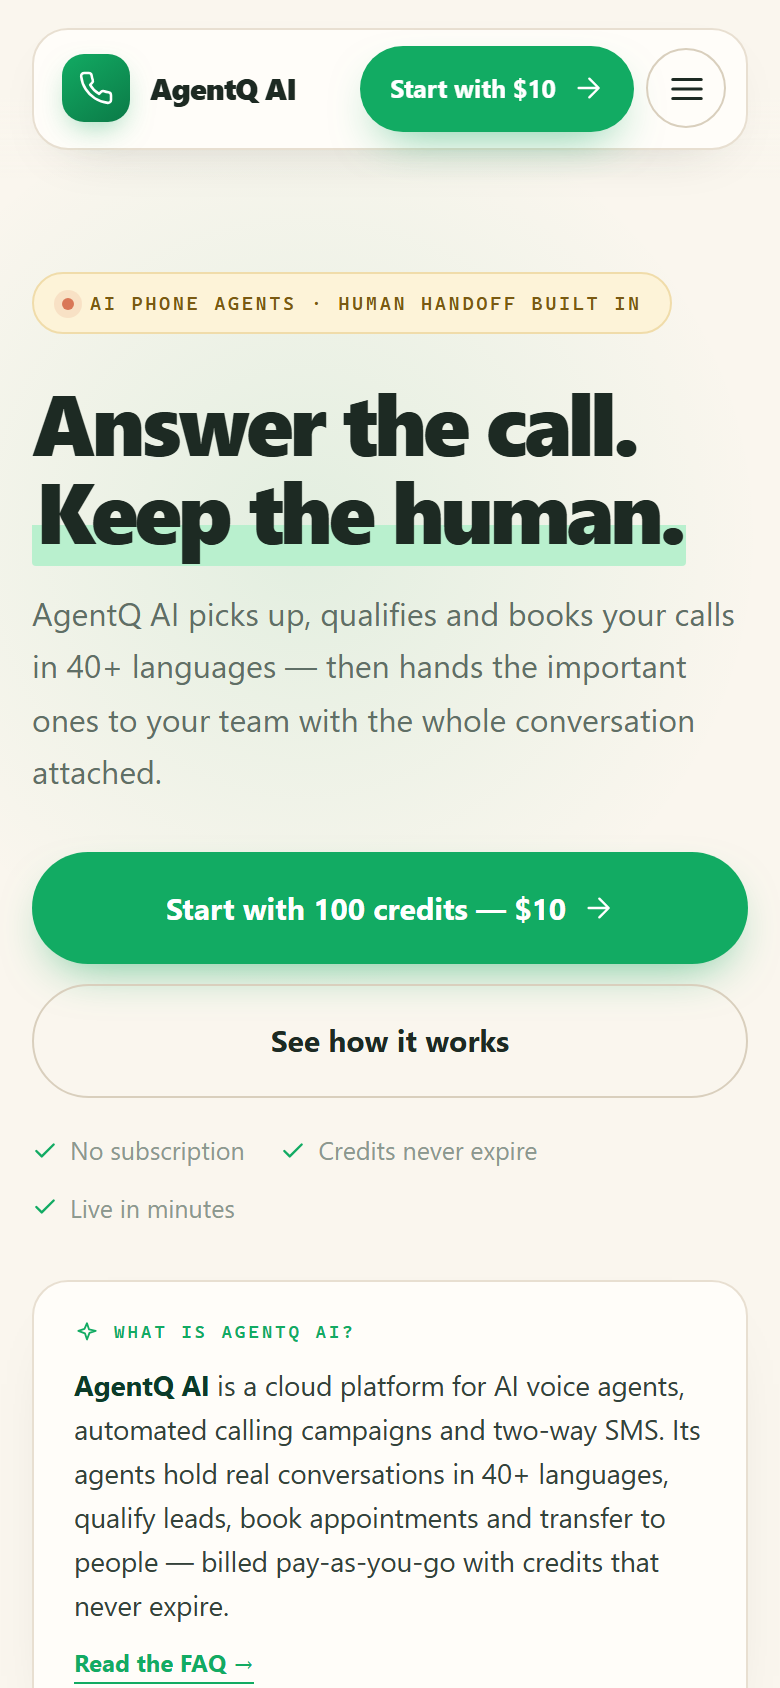 AgentQ AI
Start with $10 →
AI PHONE AGENTS · HUMAN HANDOFF BUILT IN
Answer the call.
Keep the human.
AgentQ AI picks up, qualifies and books your calls
in 40+ languages — then hands the important
ones to your team with the whole conversation
attached.
Start with 100 credits — $10 →
See how it works
No subscription
Credits never expire
Live in minutes
WHAT IS AGENTQ AI?
AgentQ AI is a cloud platform for AI voice agents,
automated calling campaigns and two-way SMS. Its
agents hold real conversations in 40+ languages,
qualify leads, book appointments and transfer to
people — billed pay-as-you-go with credits that
never expire.
Read the FAQ →